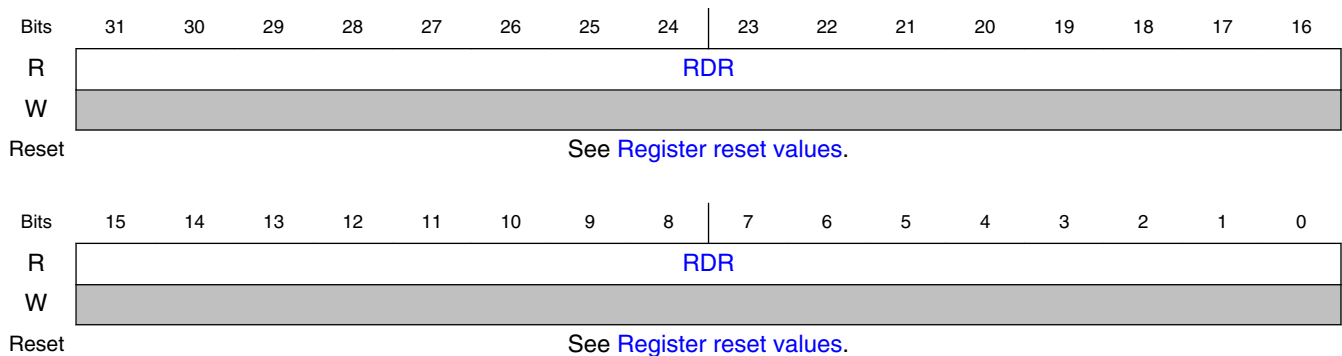 Bits 31 30 29 28 27 26 25 24 23 22 21 20 19 18 17 16
R RDR
W
Reset See Register reset values.
Bits 15 14 13 12 11 10 9 8 7 6 5 4 3 2 1 0
R RDR
W
Reset See Register reset values.